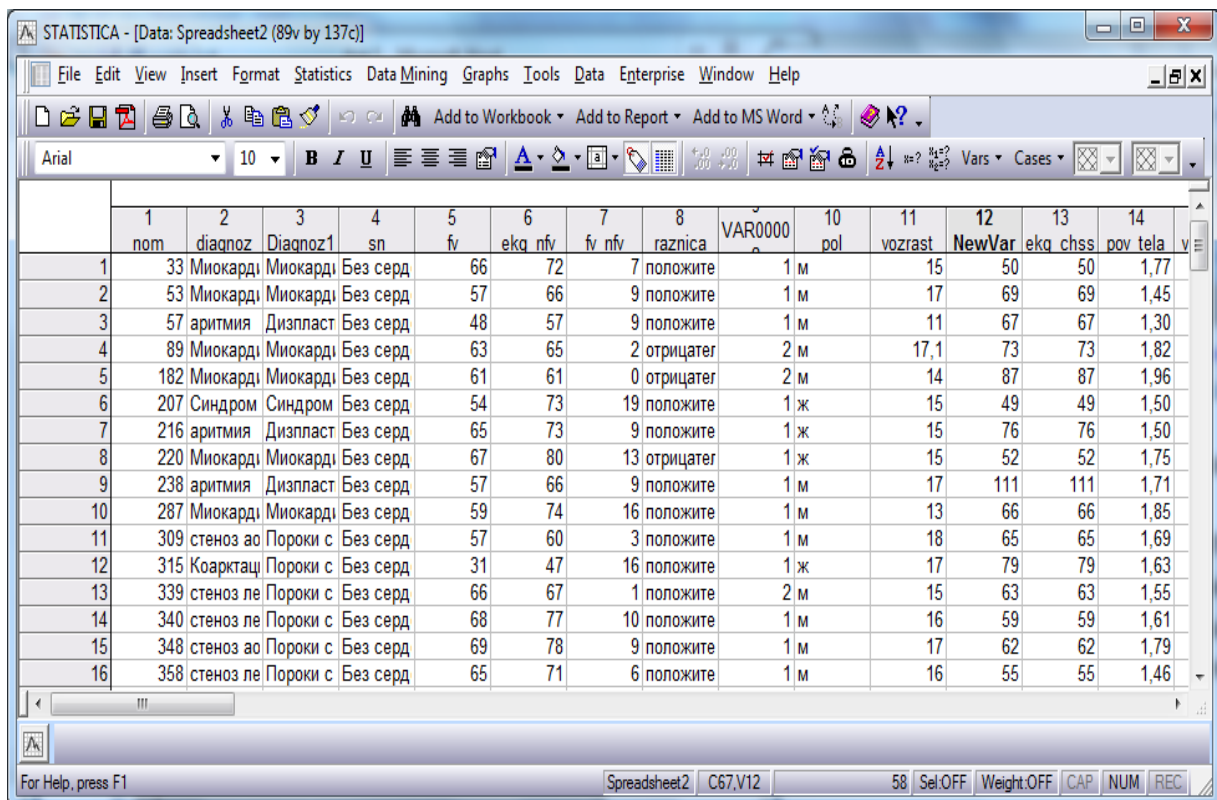 STATISTICA - [Data: Spreadsheet2 (89v by 137c)]
File Edit View Insert Format Statistics Data Mining Graphs Tools Data Enterprise Window Help
Add to Workbook Add to Report Add to MS Word
Arial 10 B I U Vars Cases
1 2 3 4 5 6 7 8 VAR0000 10 11 12 13 14
nom diagnoz Diagnoz1 sn fv ekg_nfv fv_nfv raznica pol vozrast NewVar ekg_chss pov_tela
1 33 Миокарди Миокарди Без серд 66 72 7 положите 1 м 15 50 50 1,77
2 53 Миокарди Миокарди Без серд 57 66 9 положите 1 м 17 69 69 1,45
3 57 аритмия Дизпласт Без серд 48 57 9 положите 1 м 11 67 67 1,30
4 89 Миокарди Миокарди Без серд 63 65 2 отрицател 2 м 17,1 73 73 1,82
5 182 Миокарди Миокарди Без серд 61 61 0 отрицател 2 м 14 87 87 1,96
6 207 Синдром Синдром Без серд 54 73 19 положите 1 ж 15 49 49 1,50
7 216 аритмия Дизпласт Без серд 65 73 9 положите 1 ж 15 76 76 1,50
8 220 Миокарди Миокарди Без серд 67 80 13 отрицател 1 ж 15 52 52 1,75
9 238 аритмия Дизпласт Без серд 57 66 9 положите 1 м 17 111 111 1,71
10 287 Миокарди Миокарди Без серд 59 74 16 положите 1 м 13 66 66 1,85
11 309 стеноз ао Пороки с Без серд 57 60 3 положите 1 м 18 65 65 1,69
12 315 Коарктац Пороки с Без серд 31 47 16 положите 1 ж 17 79 79 1,63
13 339 стеноз ле Пороки с Без серд 66 67 1 положите 2 м 15 63 63 1,55
14 340 стеноз ле Пороки с Без серд 68 77 10 положите 1 м 16 59 59 1,61
15 348 стеноз ао Пороки с Без серд 69 78 9 положите 1 м 17 62 62 1,79
16 358 стеноз ле Пороки с Без серд 65 71 6 положите 1 м 16 55 55 1,46
For Help, press F1 Spreadsheet2 C67,V12 58 Sel:OFF Weight:OFF CAP NUM REC